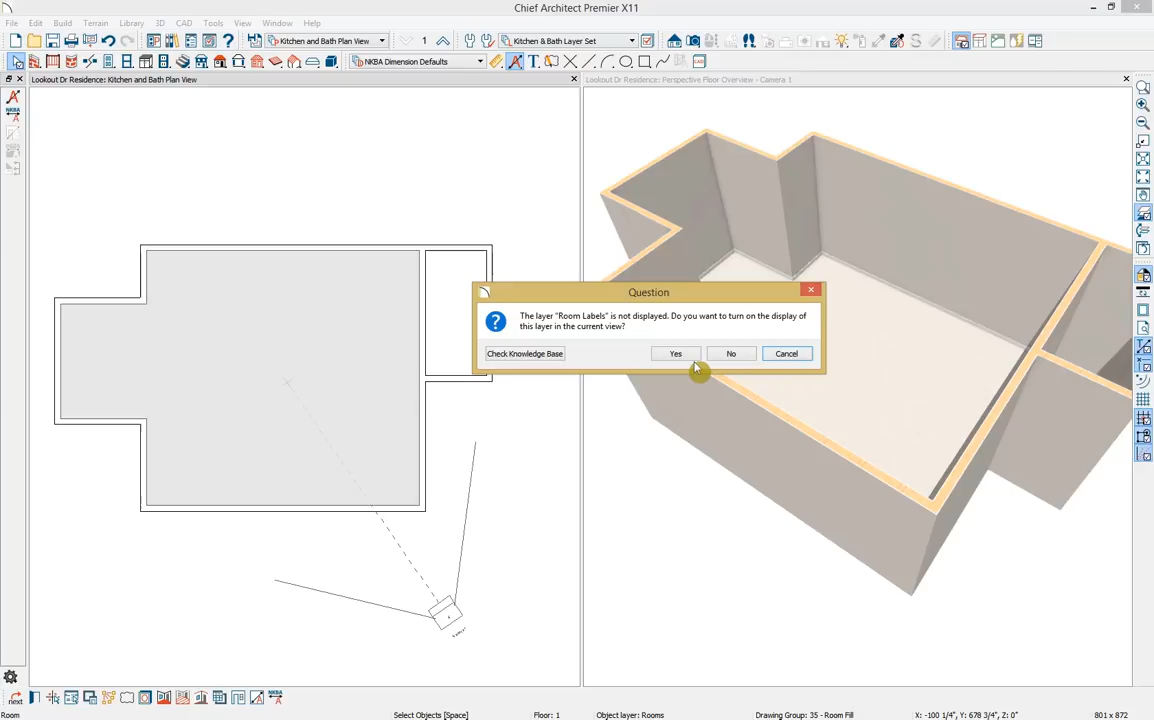 Chief Architect Premier X11
File Edit Build Terrain Library 3D CAD Tools View Window Help
Kitchen and Bath Plan View 1 Kitchen & Bath Layer Set
NKBA Dimension Defaults T CAD
Lookout Dr Residence: Kitchen and Bath Plan View
Lookout Dr Residence: Perspective Floor Overview - Camera 1
NKBA
Question
The layer "Room Labels" is not displayed. Do you want to turn on the display of
this layer in the current view?
Check Knowledge Base Yes No Cancel
next NKBA
Room Select Objects [Space] Floor: 1 Object layer: Rooms Drawing Group: 35 - Room Fill X: -100 1/4", Y: 678 3/4", Z: 0" 801 x 872